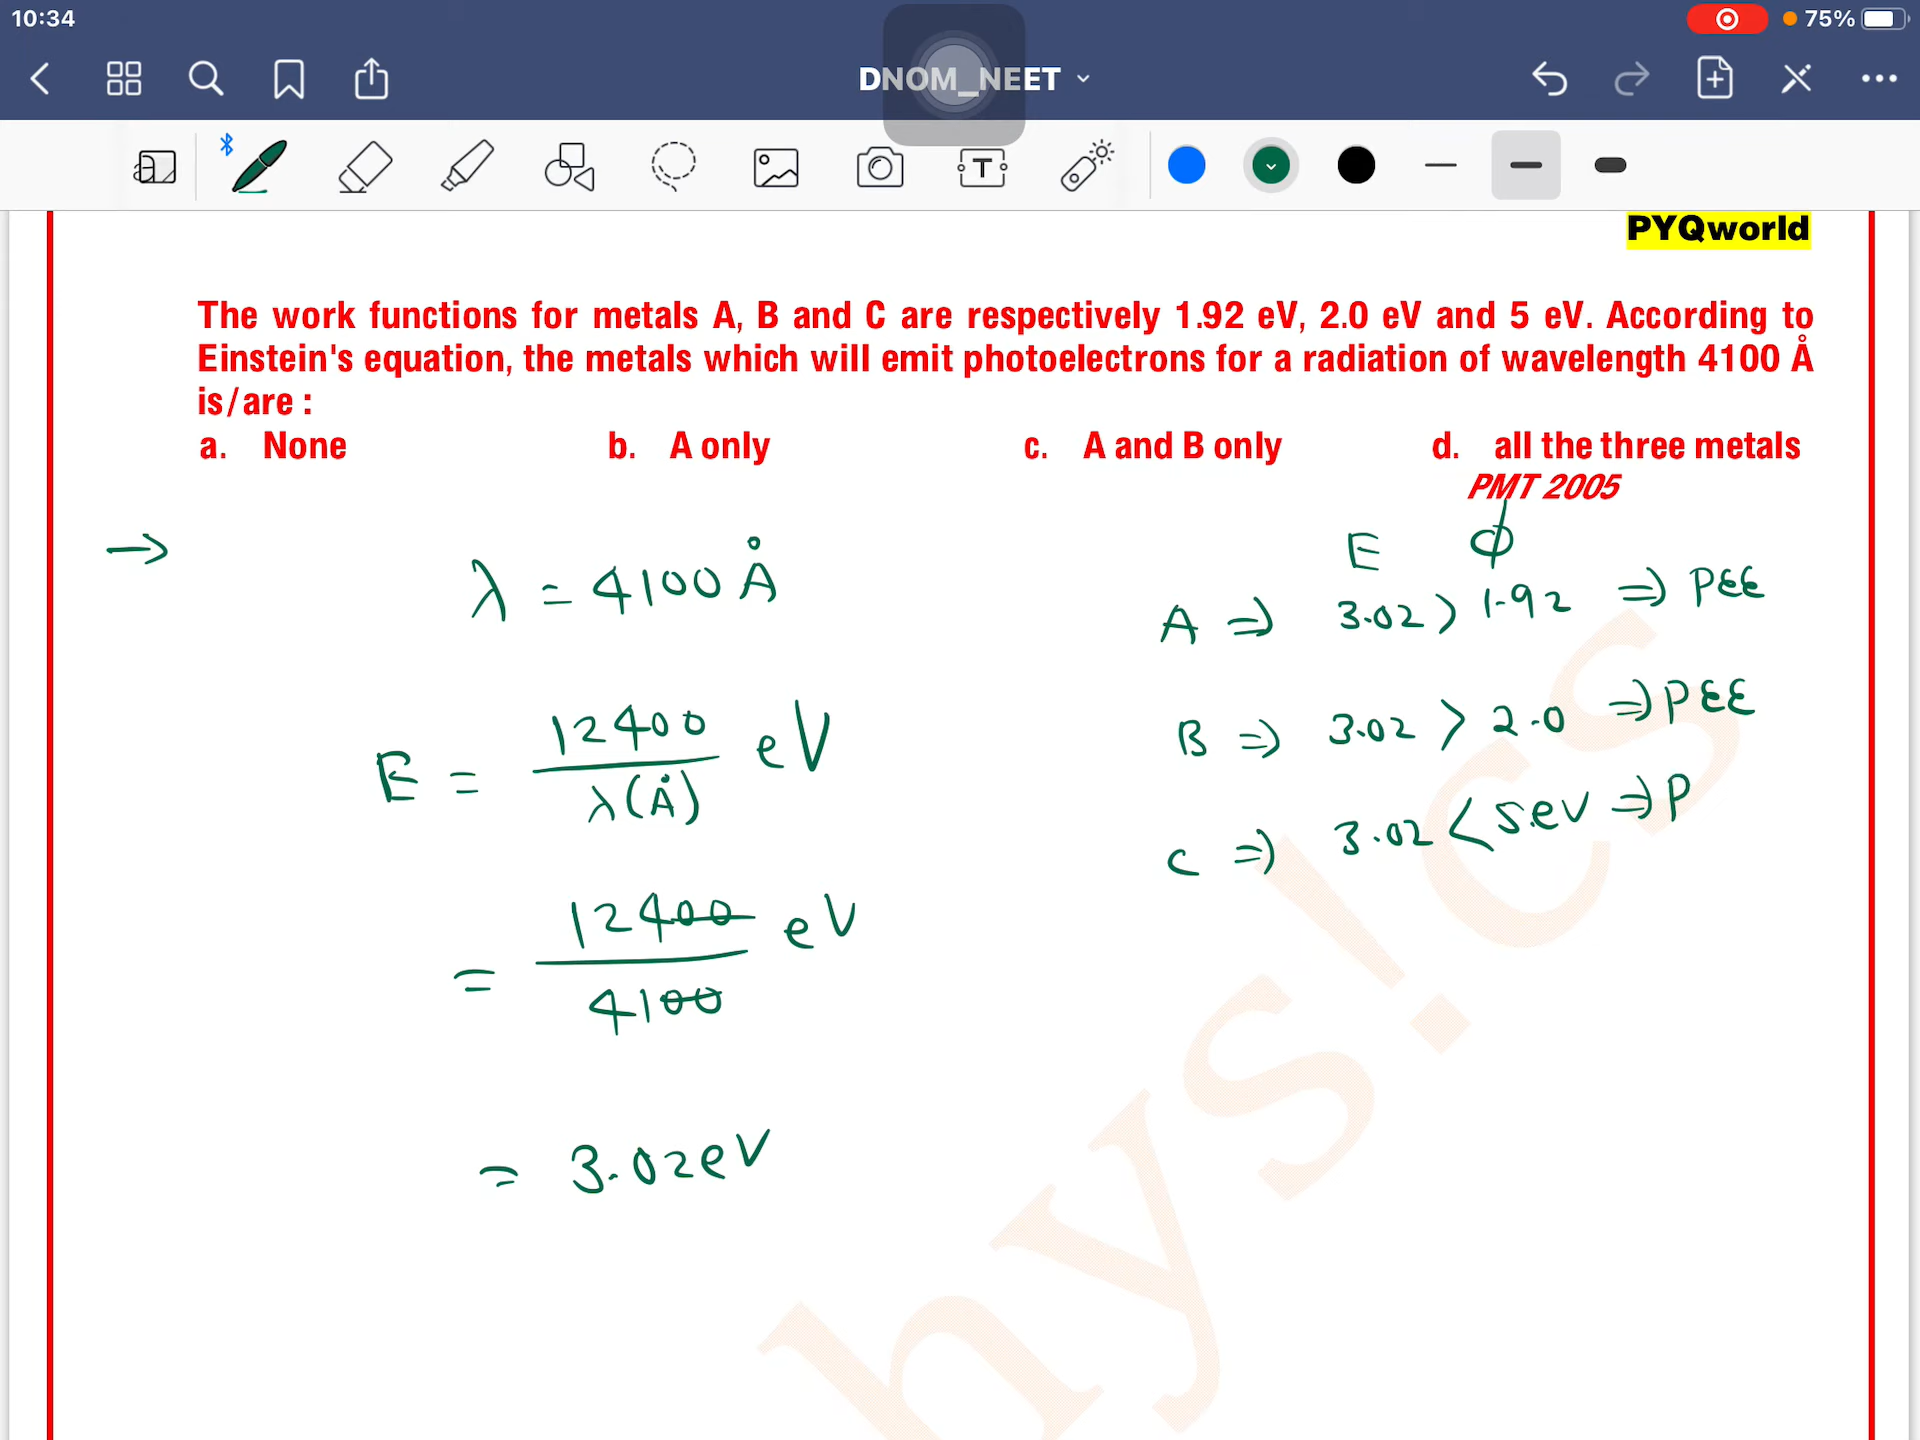 10:34
75%
DNOM_NEET
PYQworld
The work functions for metals A, B and C are respectively 1.92 eV, 2.0 eV and 5 eV. According to
Einstein's equation, the metals which will emit photoelectrons for a radiation of wavelength 4100 Å
is/are :
a. None b. A only c. A and B only d. all the three metals
PMT 2005
→ λ = 4100 Å
E = 12400 / λ(Å) eV
= 12400 / 4100 eV
= 3.02eV
E ϕ
A ⇒ 3.02 > 1.92 ⇒ PEE
B ⇒ 3.02 > 2.0 ⇒ PEE
C ⇒ 3.02 < 5eV ⇒ P
hys!cs